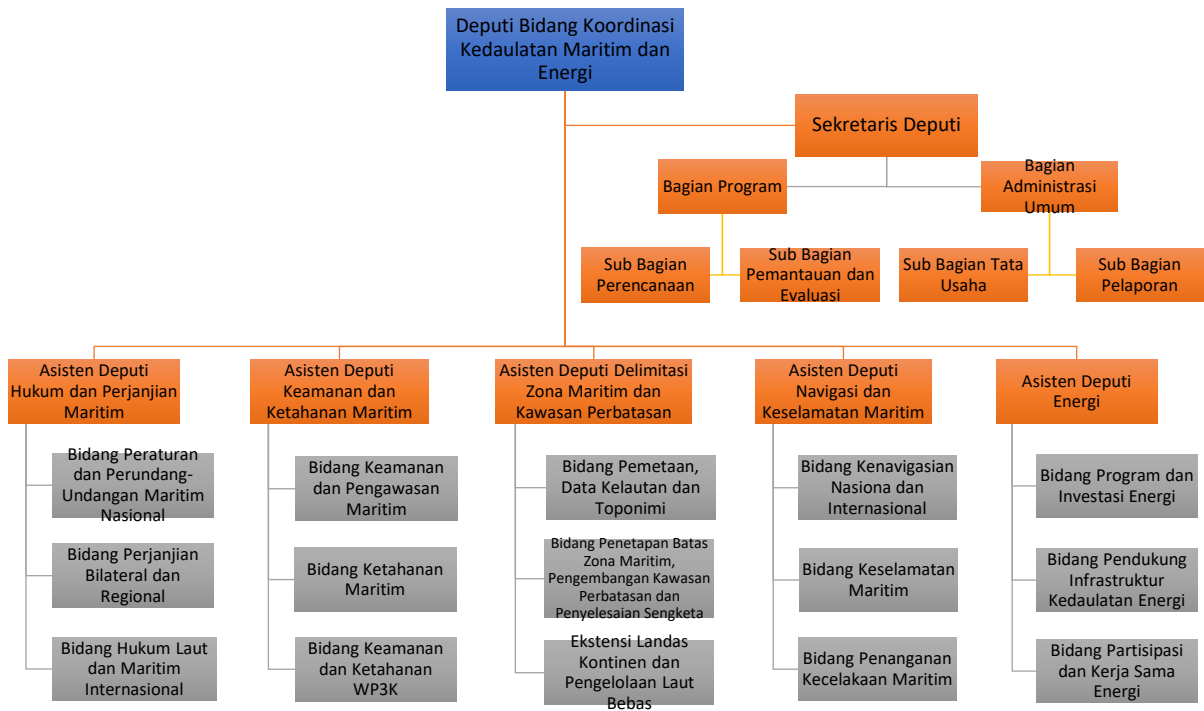 Deputi Bidang Koordinasi
Kedaulatan Maritim dan
Energi
Sekretaris Deputi
Bagian Program
Bagian
Administrasi
Umum
Sub Bagian
Perencanaan
Sub Bagian
Pemantauan dan
Evaluasi
Sub Bagian Tata
Usaha
Sub Bagian
Pelaporan
Asisten Deputi
Hukum dan Perjanjian
Maritim
Asisten Deputi
Keamanan dan
Ketahanan Maritim
Asisten Deputi Delimitasi
Zona Maritim dan
Kawasan Perbatasan
Asisten Deputi
Navigasi dan
Keselamatan Maritim
Asisten Deputi
Energi
Bidang Peraturan
dan Perundang-
Undangan Maritim
Nasional
Bidang Perjanjian
Bilateral dan
Regional
Bidang Hukum Laut
dan Maritim
Internasional
Bidang Keamanan
dan Pengawasan
Maritim
Bidang Ketahanan
Maritim
Bidang Keamanan
dan Ketahanan
WP3K
Bidang Pemetaan,
Data Kelautan dan
Toponimi
Bidang Penetapan Batas
Zona Maritim,
Pengembangan Kawasan
Perbatasan dan
Penyelesaian Sengketa
Ekstensi Landas
Kontinen dan
Pengelolaan Laut
Bebas
Bidang Kenavigasian
Nasiona dan
Internasional
Bidang Keselamatan
Maritim
Bidang Penanganan
Kecelakaan Maritim
Bidang Program dan
Investasi Energi
Bidang Pendukung
Infrastruktur
Kedaulatan Energi
Bidang Partisipasi
dan Kerja Sama
Energi